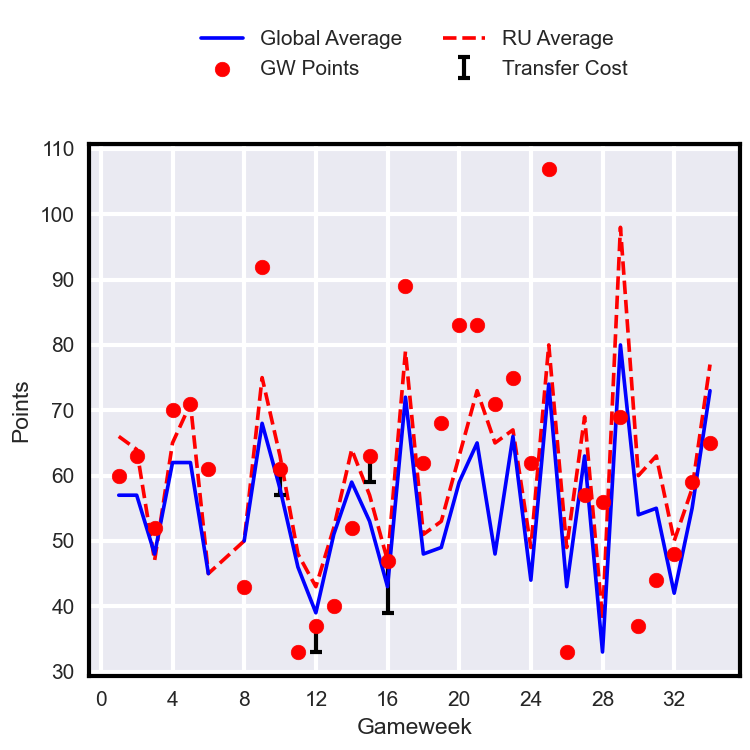 Global Average
RU Average
GW Points
Transfer Cost
110
100
90
80
70
60
50
40
30
Points
0 4 8 12 16 20 24 28 32
Gameweek